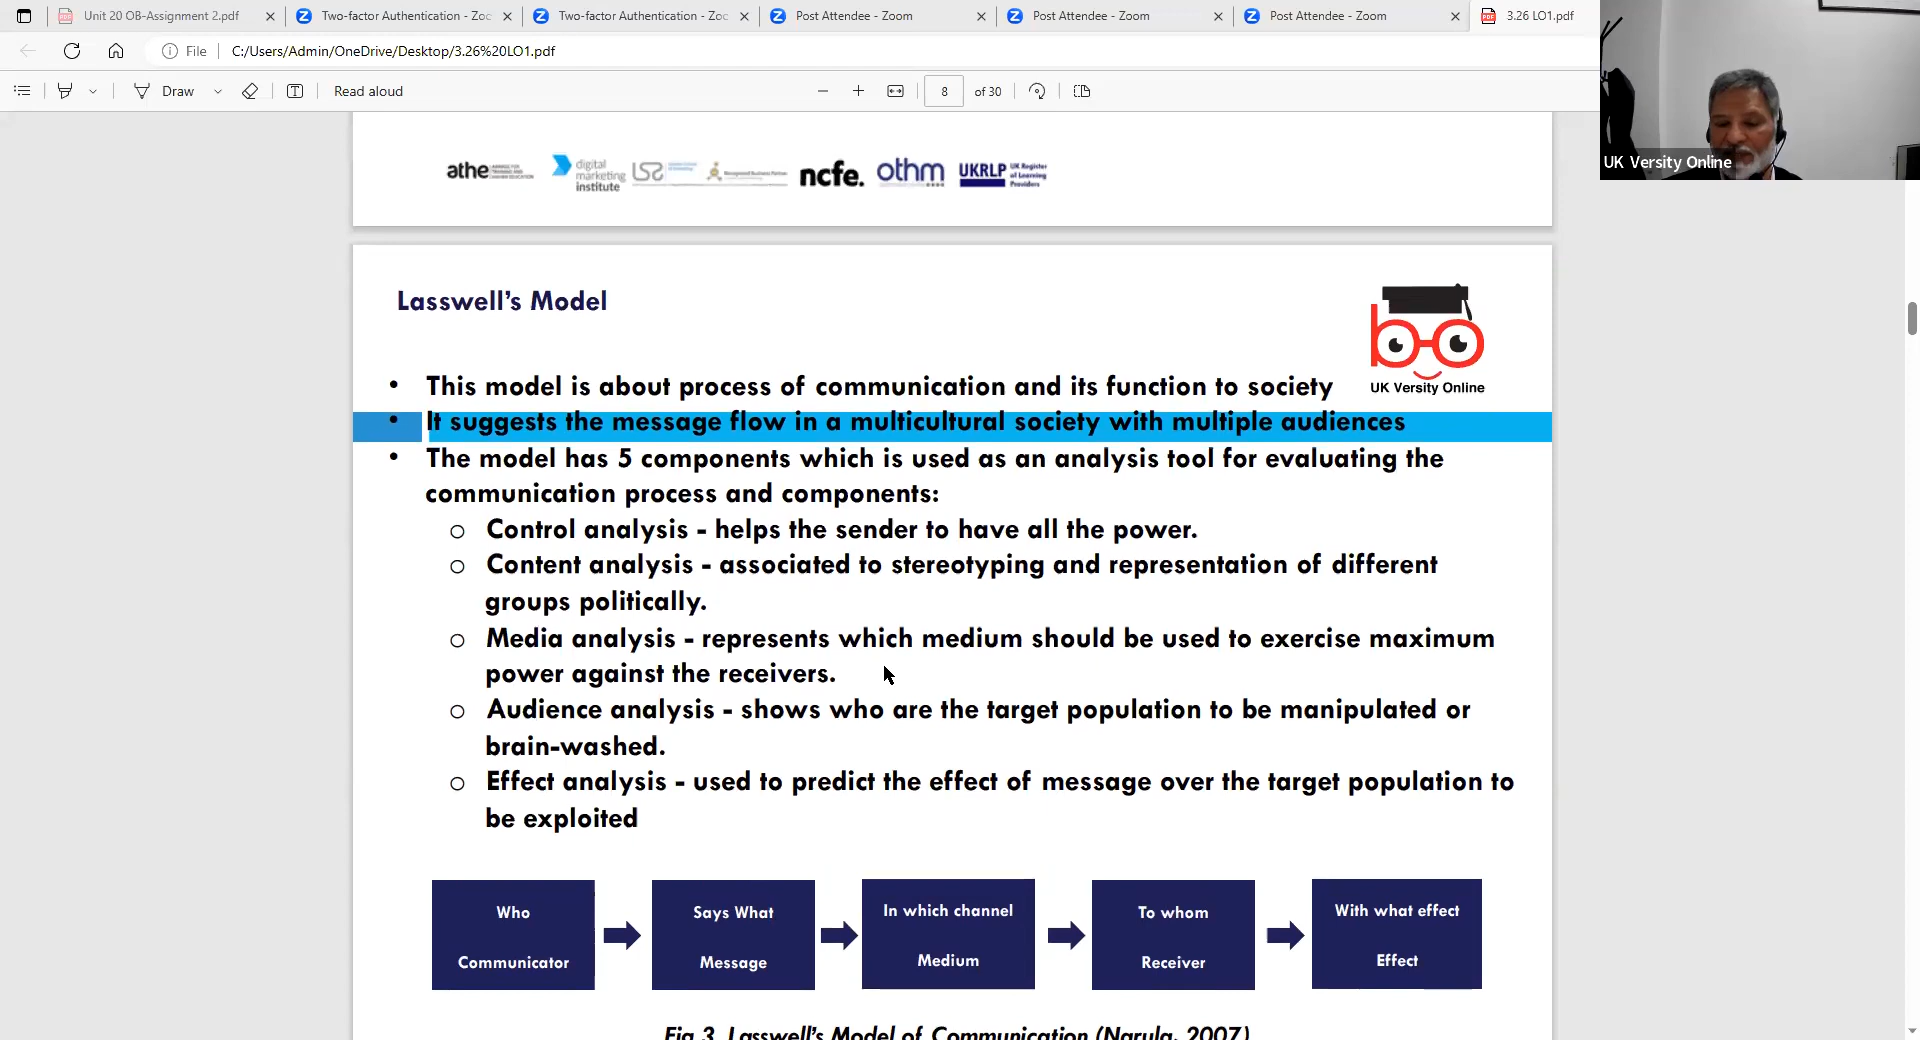 Unit 20 OB-Assignment 2.pdf
Two-factor Authentication - Zoc
Two-factor Authentication - Zoc
Post Attendee - Zoom
Post Attendee - Zoom
Post Attendee - Zoom
3.26 LO1.pdf
File
C:/Users/Admin/OneDrive/Desktop/3.26%20LO1.pdf
Draw
Read aloud
8
of 30
UK Versity Online
athe
digital
marketing
institute
ncfe.
othm
UKRLP
UK Register
of Learning
Providers
Lasswell's Model
UK Versity Online
• This model is about process of communication and its function to society
• It suggests the message flow in a multicultural society with multiple audiences
• The model has 5 components which is used as an analysis tool for evaluating the
communication process and components:
o Control analysis - helps the sender to have all the power.
o Content analysis - associated to stereotyping and representation of different
groups politically.
o Media analysis - represents which medium should be used to exercise maximum
power against the receivers.
o Audience analysis - shows who are the target population to be manipulated or
brain-washed.
o Effect analysis - used to predict the effect of message over the target population to
be exploited
Who
Communicator
Says What
Message
In which channel
Medium
To whom
Receiver
With what effect
Effect
Fig 3. Lasswell's Model of Communication (Narula, 2007)